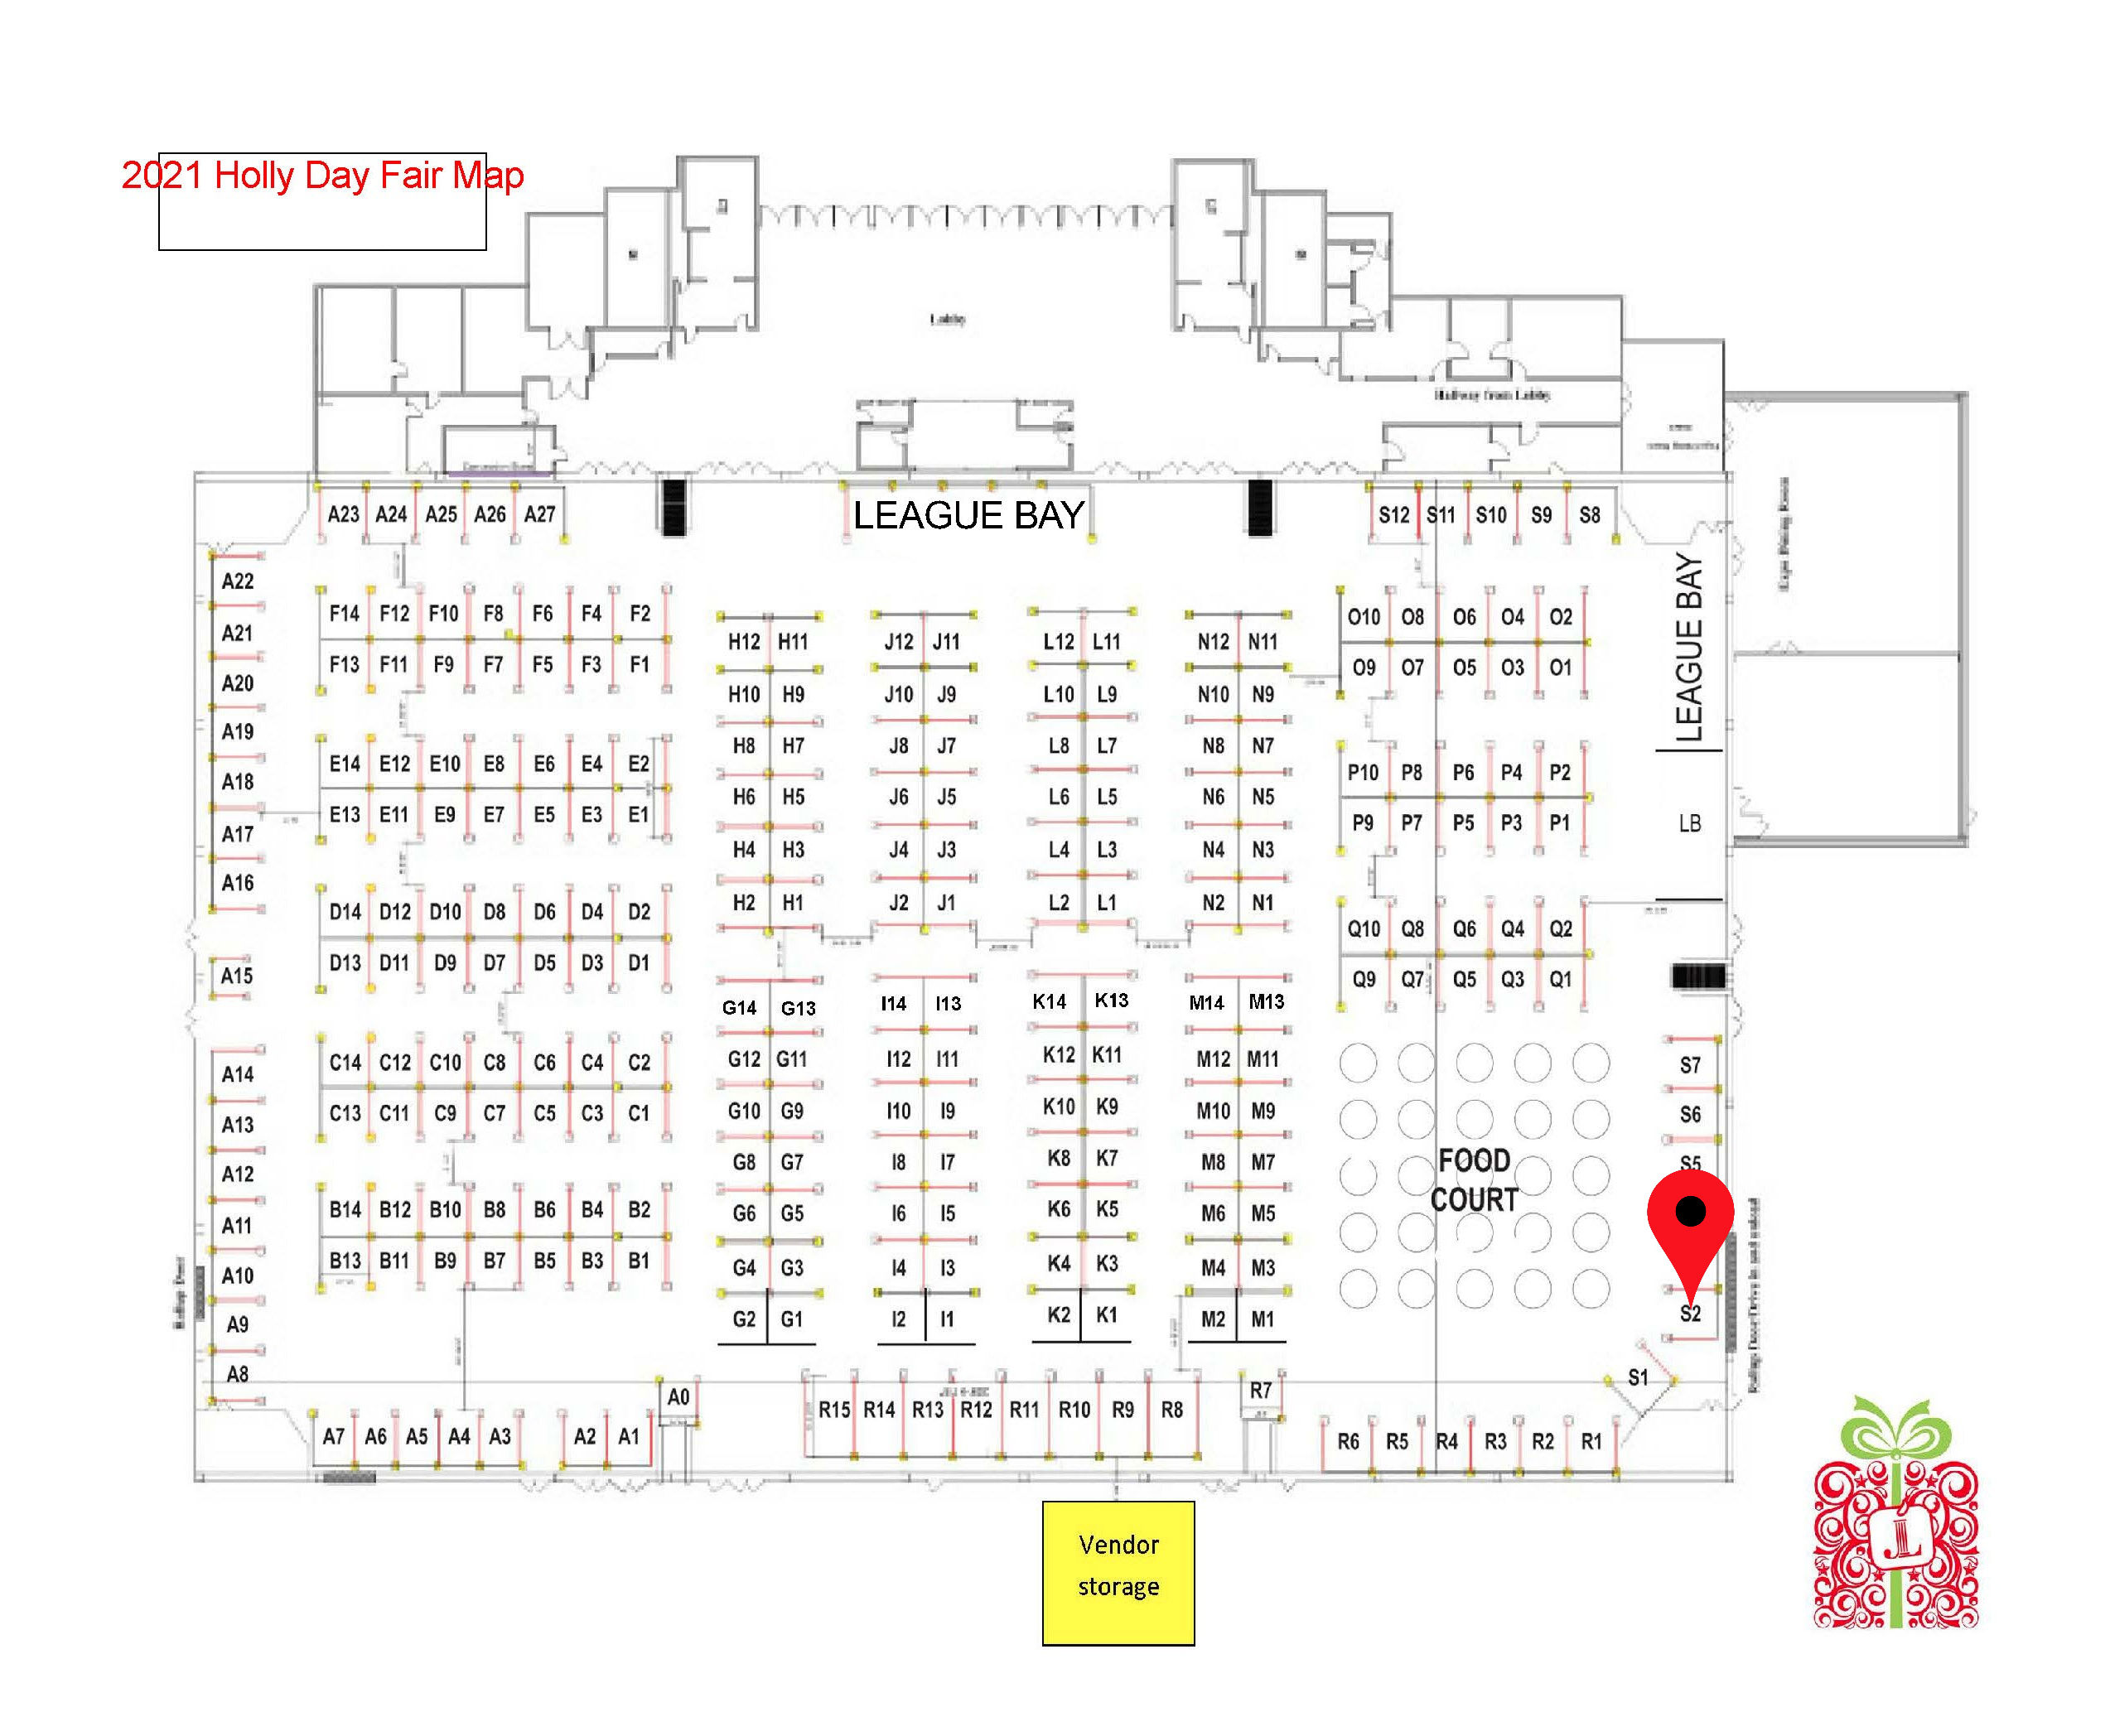 2021 Holly Day Fair Map
Lobby
Hallway from Lobby
LEAGUE BAY
A23 A24 A25 A26 A27
S12 S11 S10 S9 S8
A22
A21
A20
A19
A18
A17
A16
A15
A14
A13
A12
A11
A10
A9
A8
F14 F12 F10 F8 F6 F4 F2
F13 F11 F9 F7 F5 F3 F1
E14 E12 E10 E8 E6 E4 E2
E13 E11 E9 E7 E5 E3 E1
D14 D12 D10 D8 D6 D4 D2
D13 D11 D9 D7 D5 D3 D1
C14 C12 C10 C8 C6 C4 C2
C13 C11 C9 C7 C5 C3 C1
B14 B12 B10 B8 B6 B4 B2
B13 B11 B9 B7 B5 B3 B1
H12 H11 J12 J11 L12 L11 N12 N11
H10 H9 J10 J9 L10 L9 N10 N9
H8 H7 J8 J7 L8 L7 N8 N7
H6 H5 J6 J5 L6 L5 N6 N5
H4 H3 J4 J3 L4 L3 N4 N3
H2 H1 J2 J1 L2 L1 N2 N1
G14 G13 I14 I13 K14 K13 M14 M13
G12 G11 I12 I11 K12 K11 M12 M11
G10 G9 I10 I9 K10 K9 M10 M9
G8 G7 I8 I7 K8 K7 M8 M7
G6 G5 I6 I5 K6 K5 M6 M5
G4 G3 I4 I3 K4 K3 M4 M3
G2 G1 I2 I1 K2 K1 M2 M1
O10 O8 O6 O4 O2
O9 O7 O5 O3 O1
P10 P8 P6 P4 P2
P9 P7 P5 P3 P1
Q10 Q8 Q6 Q4 Q2
Q9 Q7 Q5 Q3 Q1
LEAGUE BAY
LB
FOOD
COURT
S7
S6
S5
S2
S1
A7 A6 A5 A4 A3 A2 A1
A0
R15 R14 R13 R12 R11 R10 R9 R8
R7
R6 R5 R4 R3 R2 R1
Vendor
storage
JL